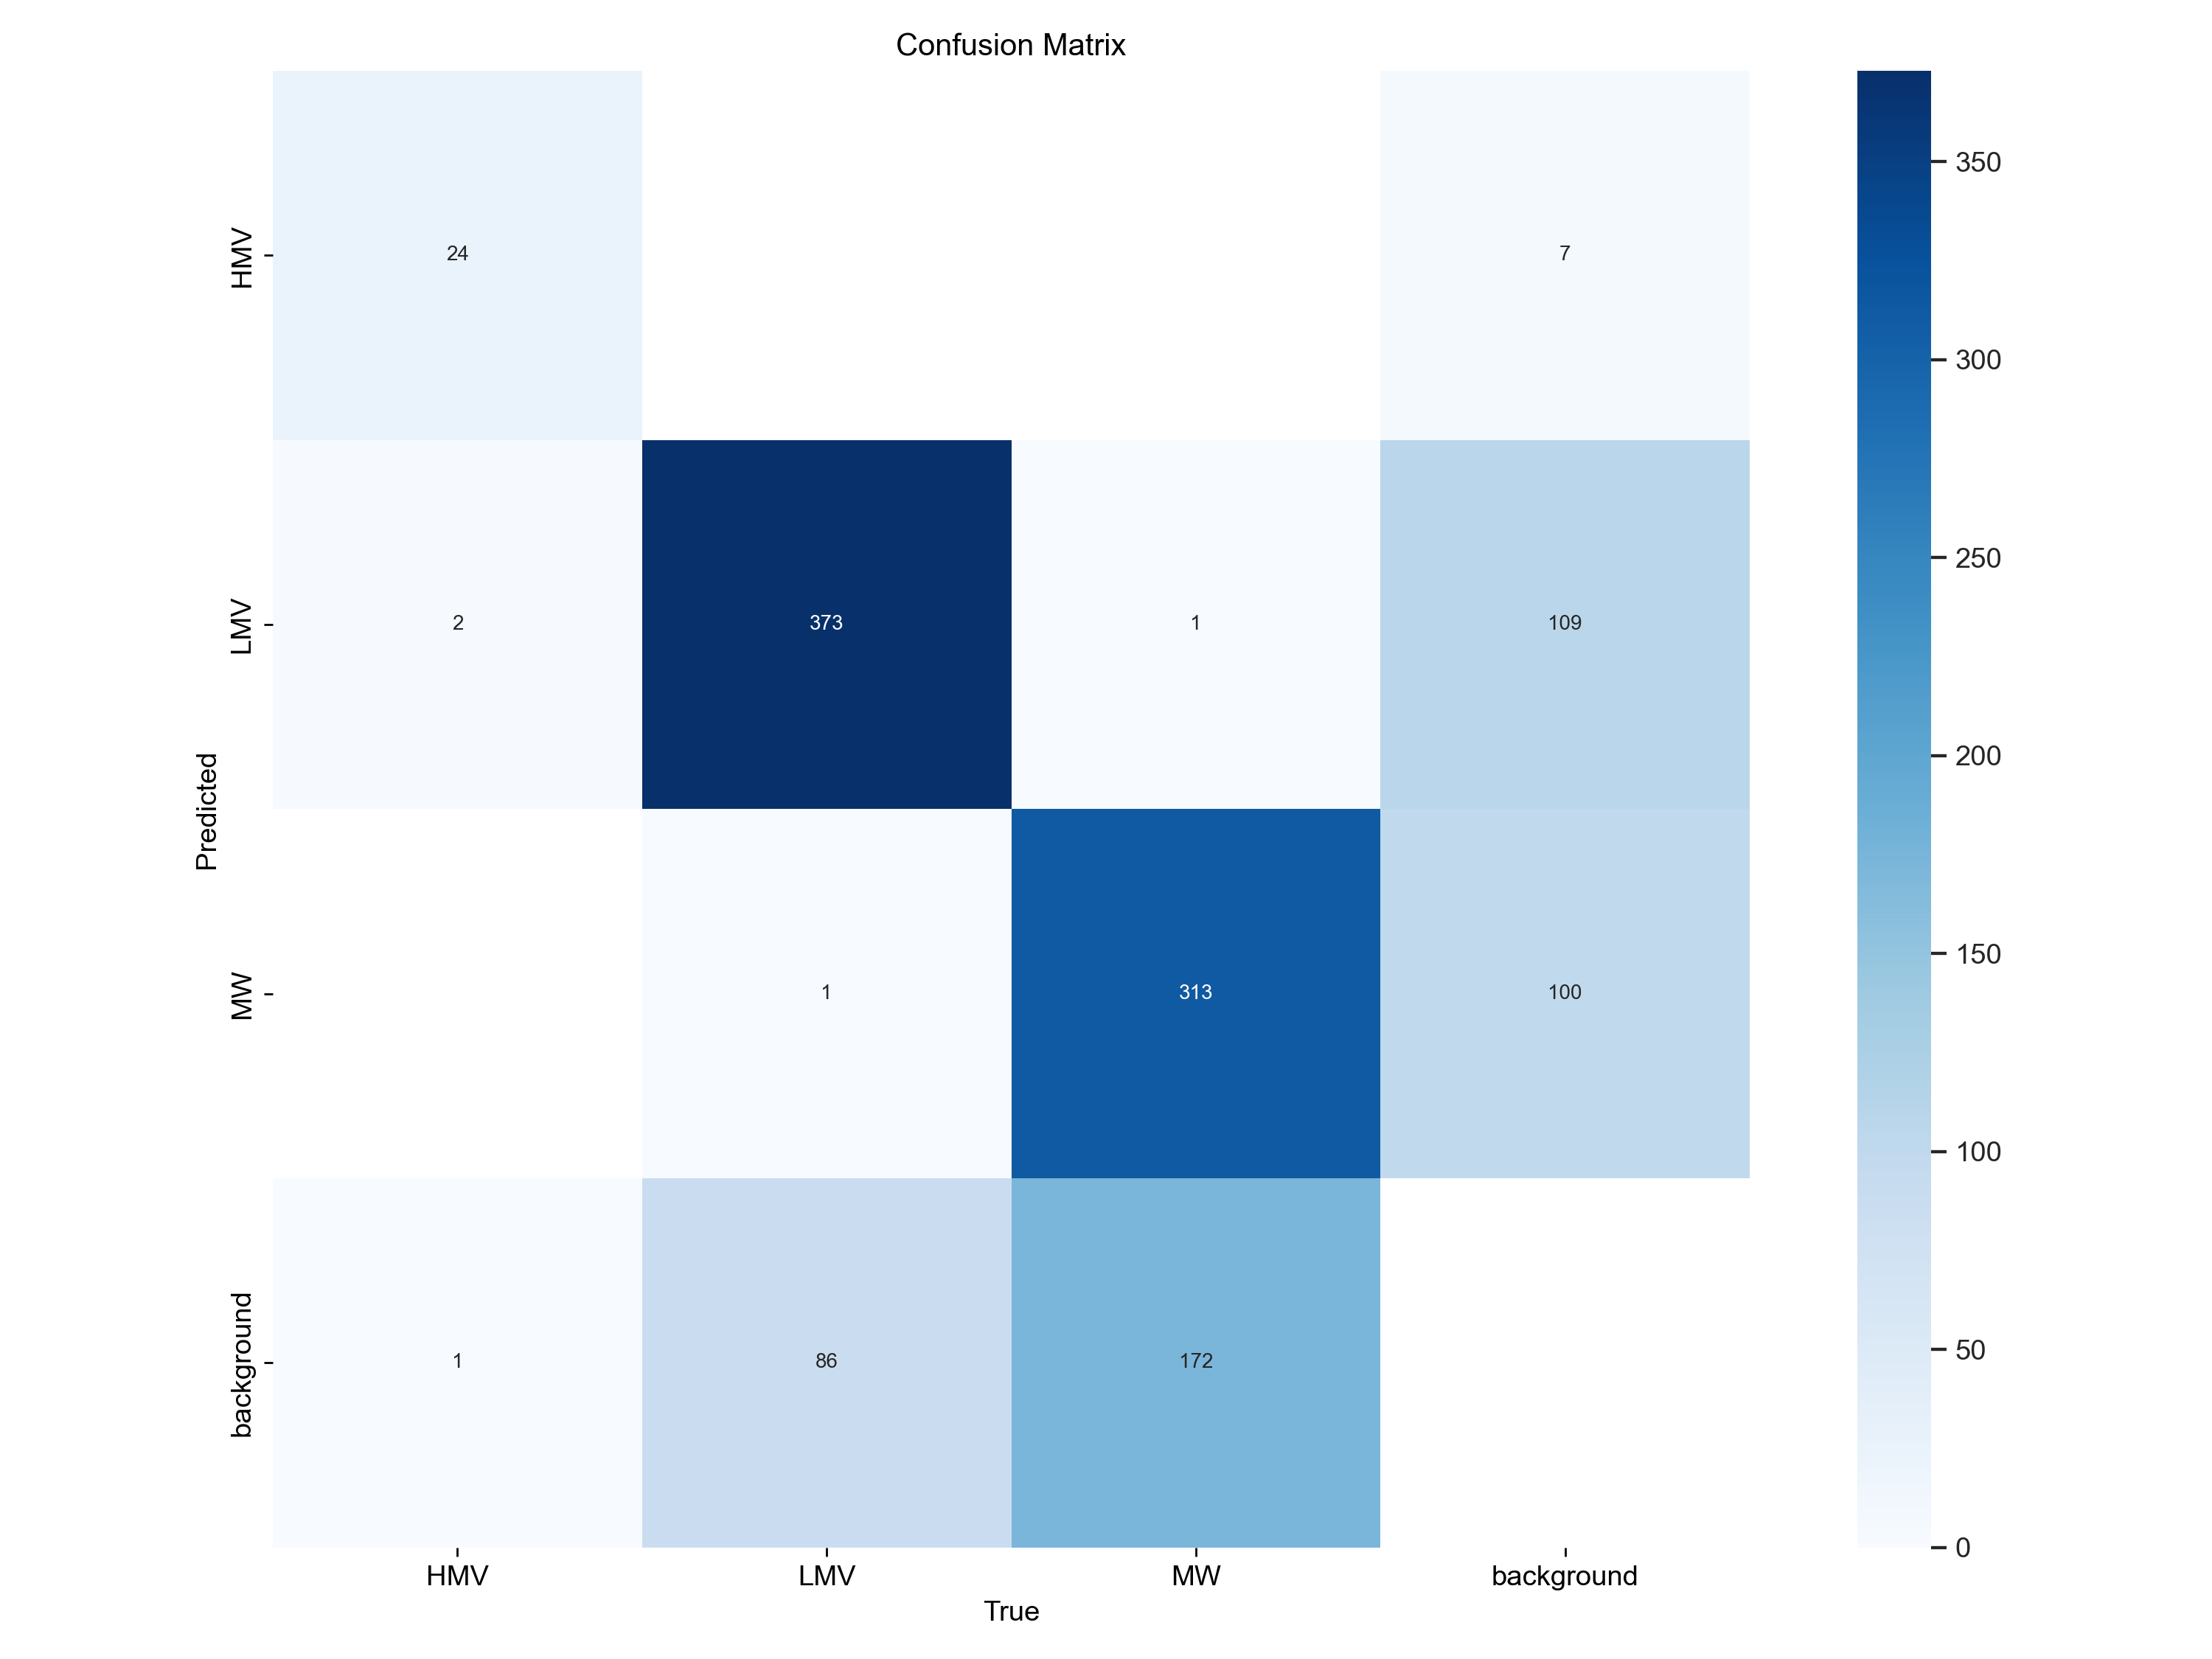 Confusion Matrix
HMV
24
7
LMV
2
373
1
109
MW
1
313
100
background
1
86
172
HMV
LMV
MW
background
True
Predicted
350
300
250
200
150
100
50
0